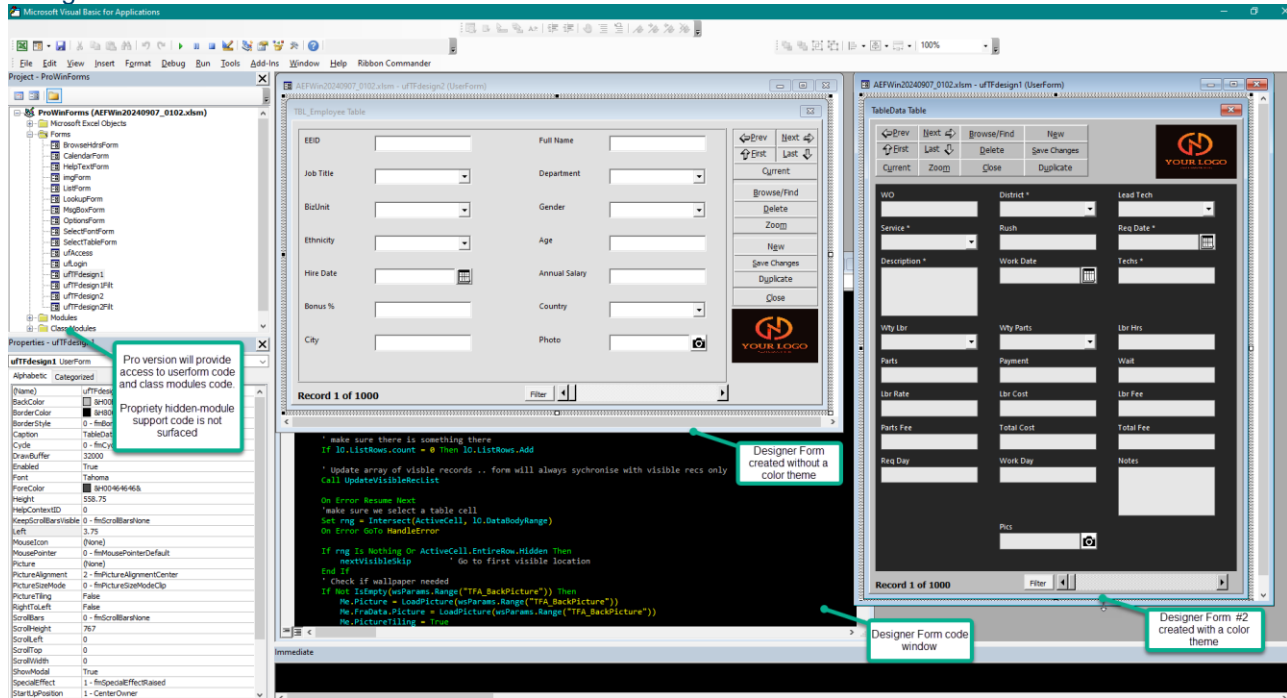 Microsoft Visual Basic for Applications
100%
File Edit View Insert Format Debug Run Tools Add-Ins Window Help Ribbon Commander
Project - ProWinForms
ProWinForms (AEFWin20240907_0102.xlsm)
Microsoft Excel Objects
Forms
BrowseHdrsForm
CalendarForm
HelpTextForm
imgForm
ListForm
LookupForm
MsgBoxForm
OptionsForm
SelectFontForm
SelectTableForm
ufAccess
ufLogin
ufTFdesign1
ufTFdesign1Filt
ufTFdesign2
ufTFdesign2Filt
Modules
Class Modules
Properties - ufTFdesign1
ufTFdesign1 UserForm
Alphabetic Categorized
(Name) ufTFdesi
BackColor &H00
BorderColor &H80
BorderStyle 0 - fmBor
Caption TableDat
Cycle 0 - fmCy
DrawBuffer 32000
Enabled True
Font Tahoma
ForeColor &H00464646&
Height 558.75
HelpContextID 0
KeepScrollBarsVisible 0 - fmScrollBarsNone
Left 3.75
MouseIcon (None)
MousePointer 0 - fmMousePointerDefault
Picture (None)
PictureAlignment 2 - fmPictureAlignmentCenter
PictureSizeMode 0 - fmPictureSizeModeClip
PictureTiling False
RightToLeft False
ScrollBars 0 - fmScrollBarsNone
ScrollHeight 767
ScrollLeft 0
ScrollTop 0
ScrollWidth 0
ShowModal True
SpecialEffect 1 - fmSpecialEffectRaised
StartUpPosition 1 - CenterOwner
Pro version will provide
access to userform code
and class modules code.
Propriety hidden-module
support code is not
surfaced
AEFWin20240907_0102.xlsm - ufTFdesign2 (UserForm)
TBL_Employee Table
EEID Full Name
Job Title Department
BizUnit Gender
Ethnicity Age
Hire Date Annual Salary
Bonus % Country
City Photo
Prev Next
First Last
Current
Browse/Find
Delete
Zoom
New
Save Changes
Duplicate
Close
YOUR LOGO
Record 1 of 1000 Filter
' make sure there is something there
If lO.ListRows.count = 0 Then lO.ListRows.Add
' Update array of visble records .. form will always sychronise with visible recs only
Call UpdateVisibleRecList
On Error Resume Next
'make sure we select a table cell
Set rng = Intersect(ActiveCell, lO.DataBodyRange)
On Error GoTo HandleError
If rng Is Nothing Or ActiveCell.EntireRow.Hidden Then
nextVisibleSkip ' Go to first visible location
End If
' Check if wallpaper needed
If Not IsEmpty(wsParams.Range("TFA_BackPicture")) Then
Me.Picture = LoadPicture(wsParams.Range("TFA_BackPicture"))
Me.FraData.Picture = LoadPicture(wsParams.Range("TFA_BackPicture"))
Me.PictureTiling = True
Immediate
Designer Form
created without a
color theme
Designer Form code
window
AEFWin20240907_0102.xlsm - ufTFdesign1 (UserForm)
TableData Table
Prev Next Browse/Find New
First Last Delete Save Changes
Current Zoom Close Duplicate
YOUR LOGO
WO District * Lead Tech
Service * Rush Req Date *
Description * Work Date Techs *
Wty Lbr Wty Parts Lbr Hrs
Parts Payment Wait
Lbr Rate Lbr Cost Lbr Fee
Parts Fee Total Cost Total Fee
Req Day Work Day Notes
Pics
Record 1 of 1000 Filter
Designer Form #2
created with a color
theme